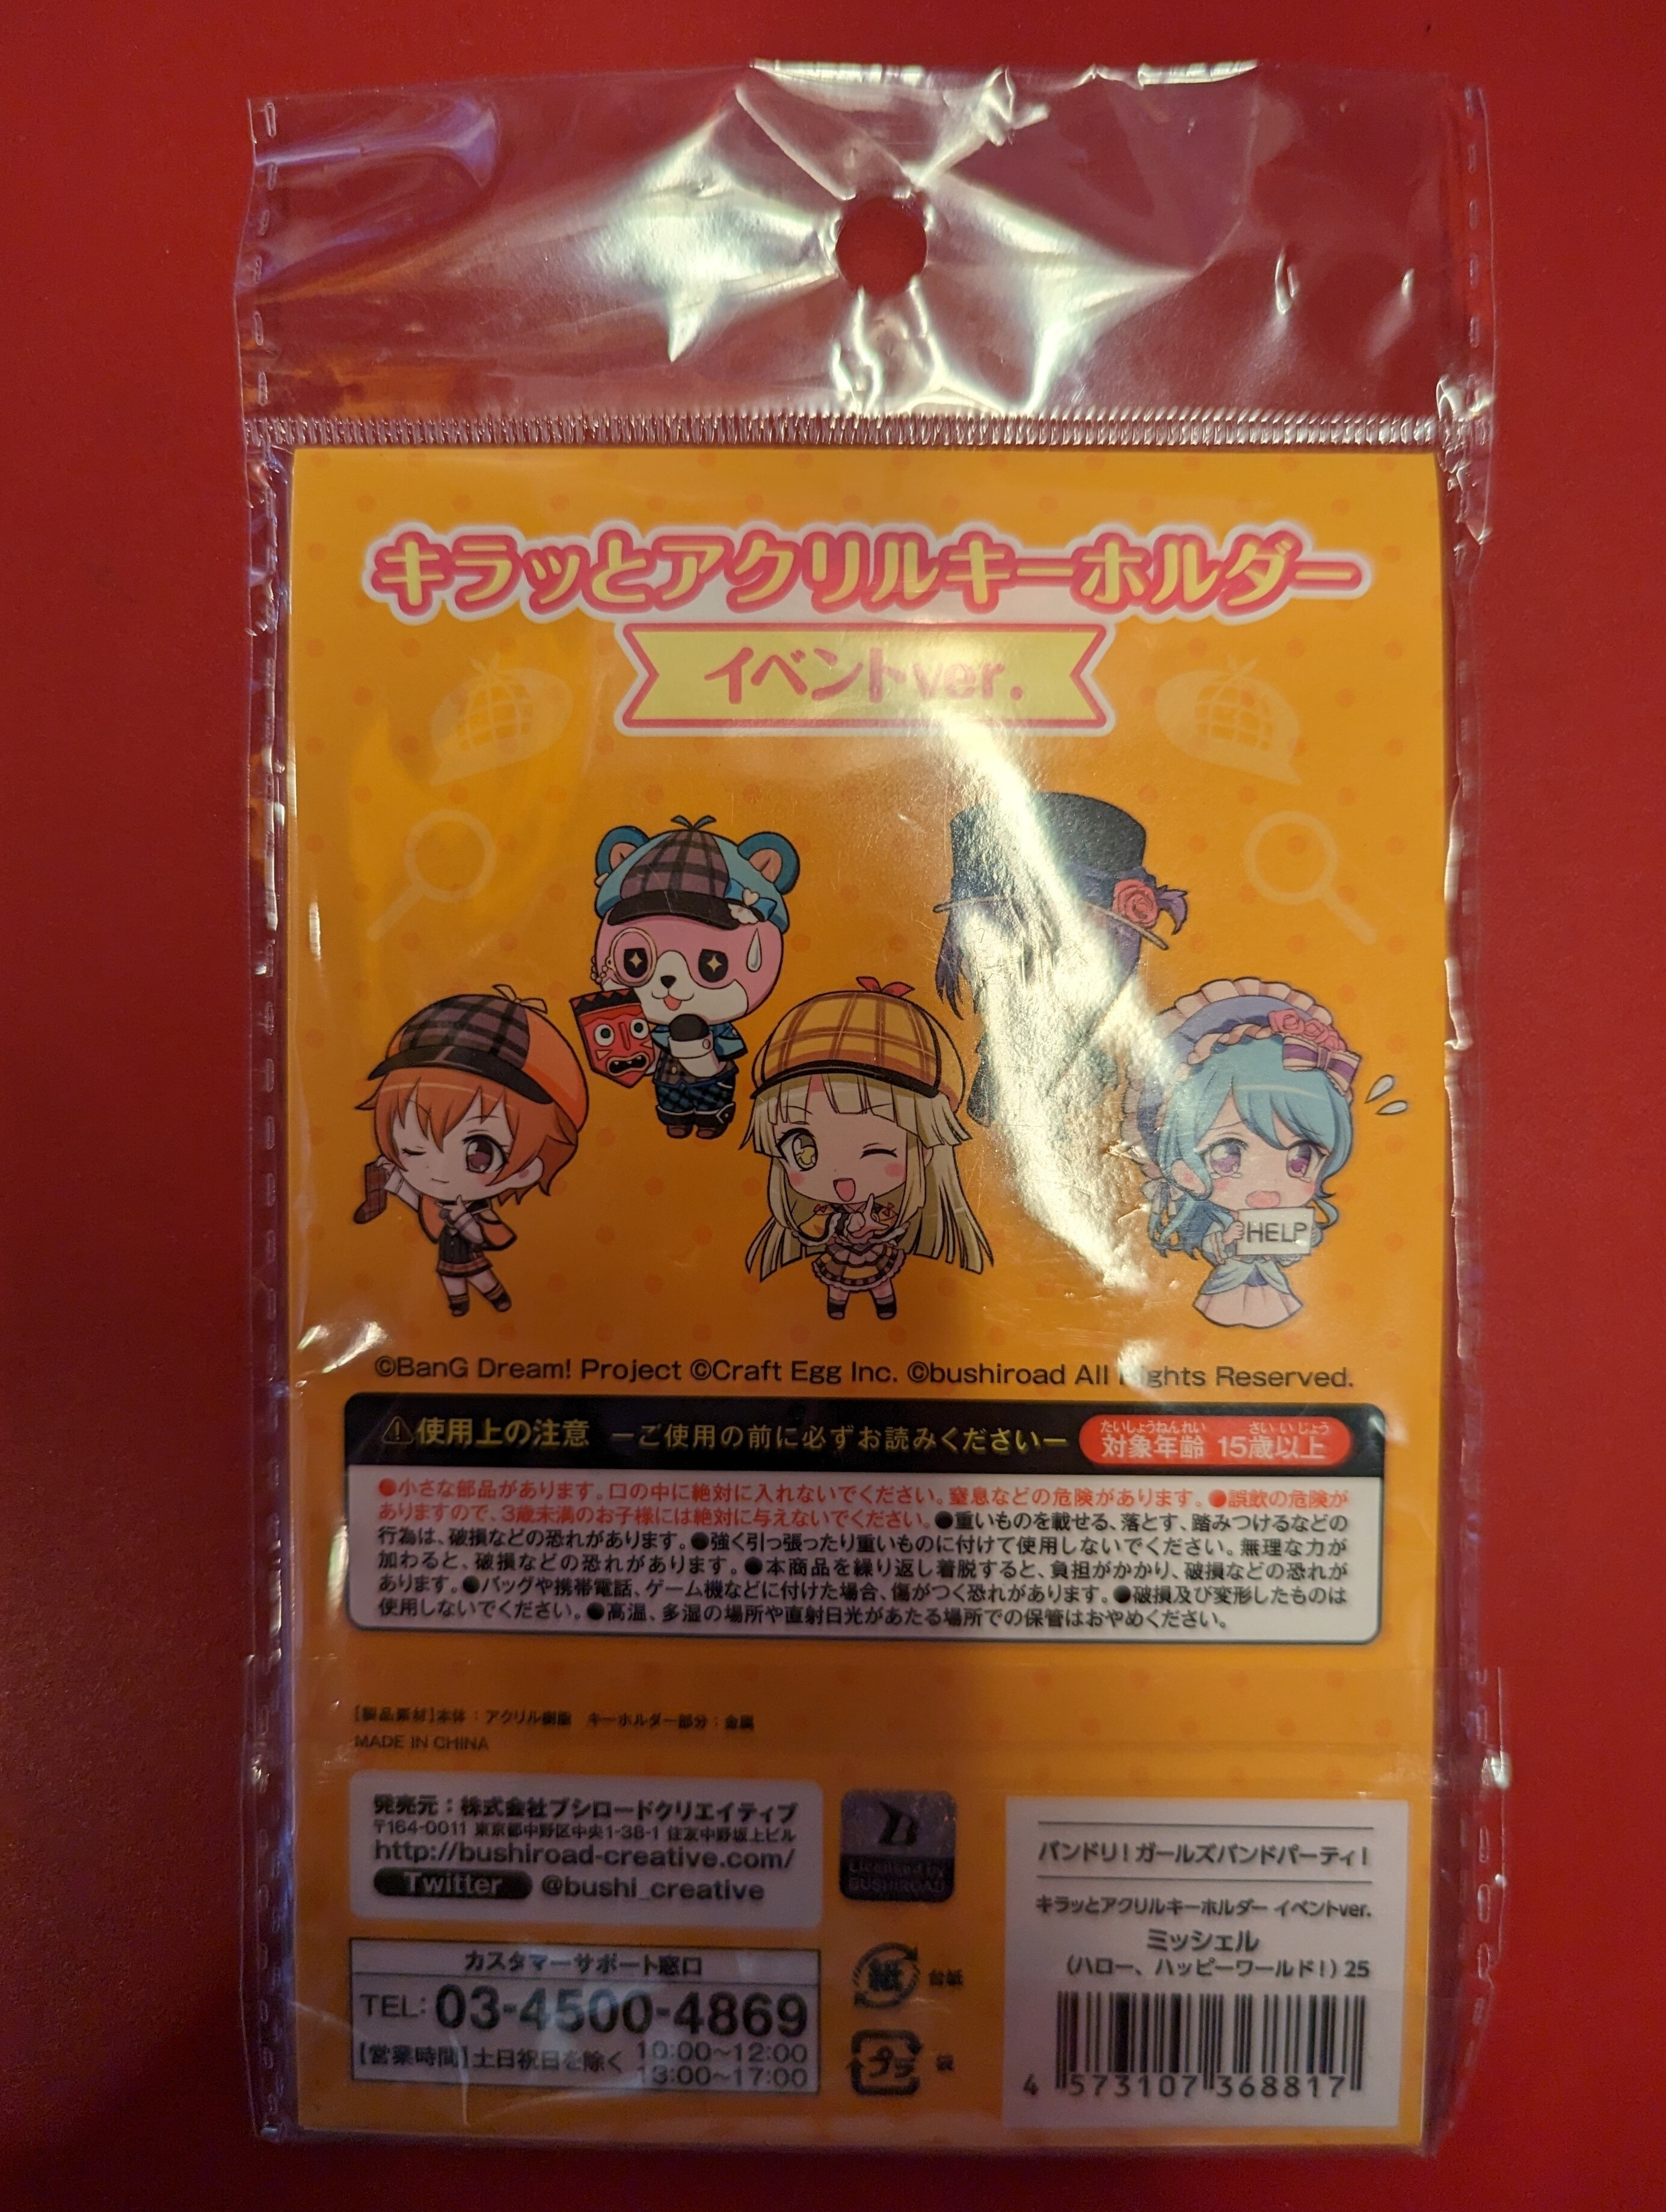 キラッとアクリルキーホルダー
イベントver.
HELP
©BanG Dream! Project ©Craft Egg Inc. ©bushiroad All Rights Reserved.
⚠使用上の注意 ーご使用の前に必ずお読みくださいー
たいしょうねんれい さいいじょう
対象年齢 15歳以上
●小さな部品があります。口の中に絶対に入れないでください。窒息などの危険があります。●誤飲の危険が
ありますので、3歳未満のお子様には絶対に与えないでください。●重いものを載せる、落とす、踏みつけるなどの
行為は、破損などの恐れがあります。●強く引っ張ったり重いものに付けて使用しないでください。無理な力が
加わると、破損などの恐れがあります。●本商品を繰り返し着脱すると、負担がかかり、破損などの恐れが
あります。●バッグや携帯電話、ゲーム機などに付けた場合、傷がつく恐れがあります。●破損及び変形したものは
使用しないでください。●高温、多湿の場所や直射日光があたる場所での保管はおやめください。
【製品素材】本体：アクリル樹脂 キーホルダー部分：金属
MADE IN CHINA
発売元：株式会社ブシロードクリエイティブ
〒164-0011 東京都中野区中央1-38-1 住友中野坂上ビル
http://bushiroad-creative.com/
Twitter @bushi_creative
Licensed by
BUSHIROAD
カスタマーサポート窓口
TEL: 03-4500-4869
【営業時間】土日祝日を除く 10:00～12:00
13:00～17:00
紙 台紙
プラ 袋
バンドリ！ガールズバンドパーティ！
キラッとアクリルキーホルダー イベントver.
ミッシェル
（ハロー、ハッピーワールド！）25
4 573107 368817